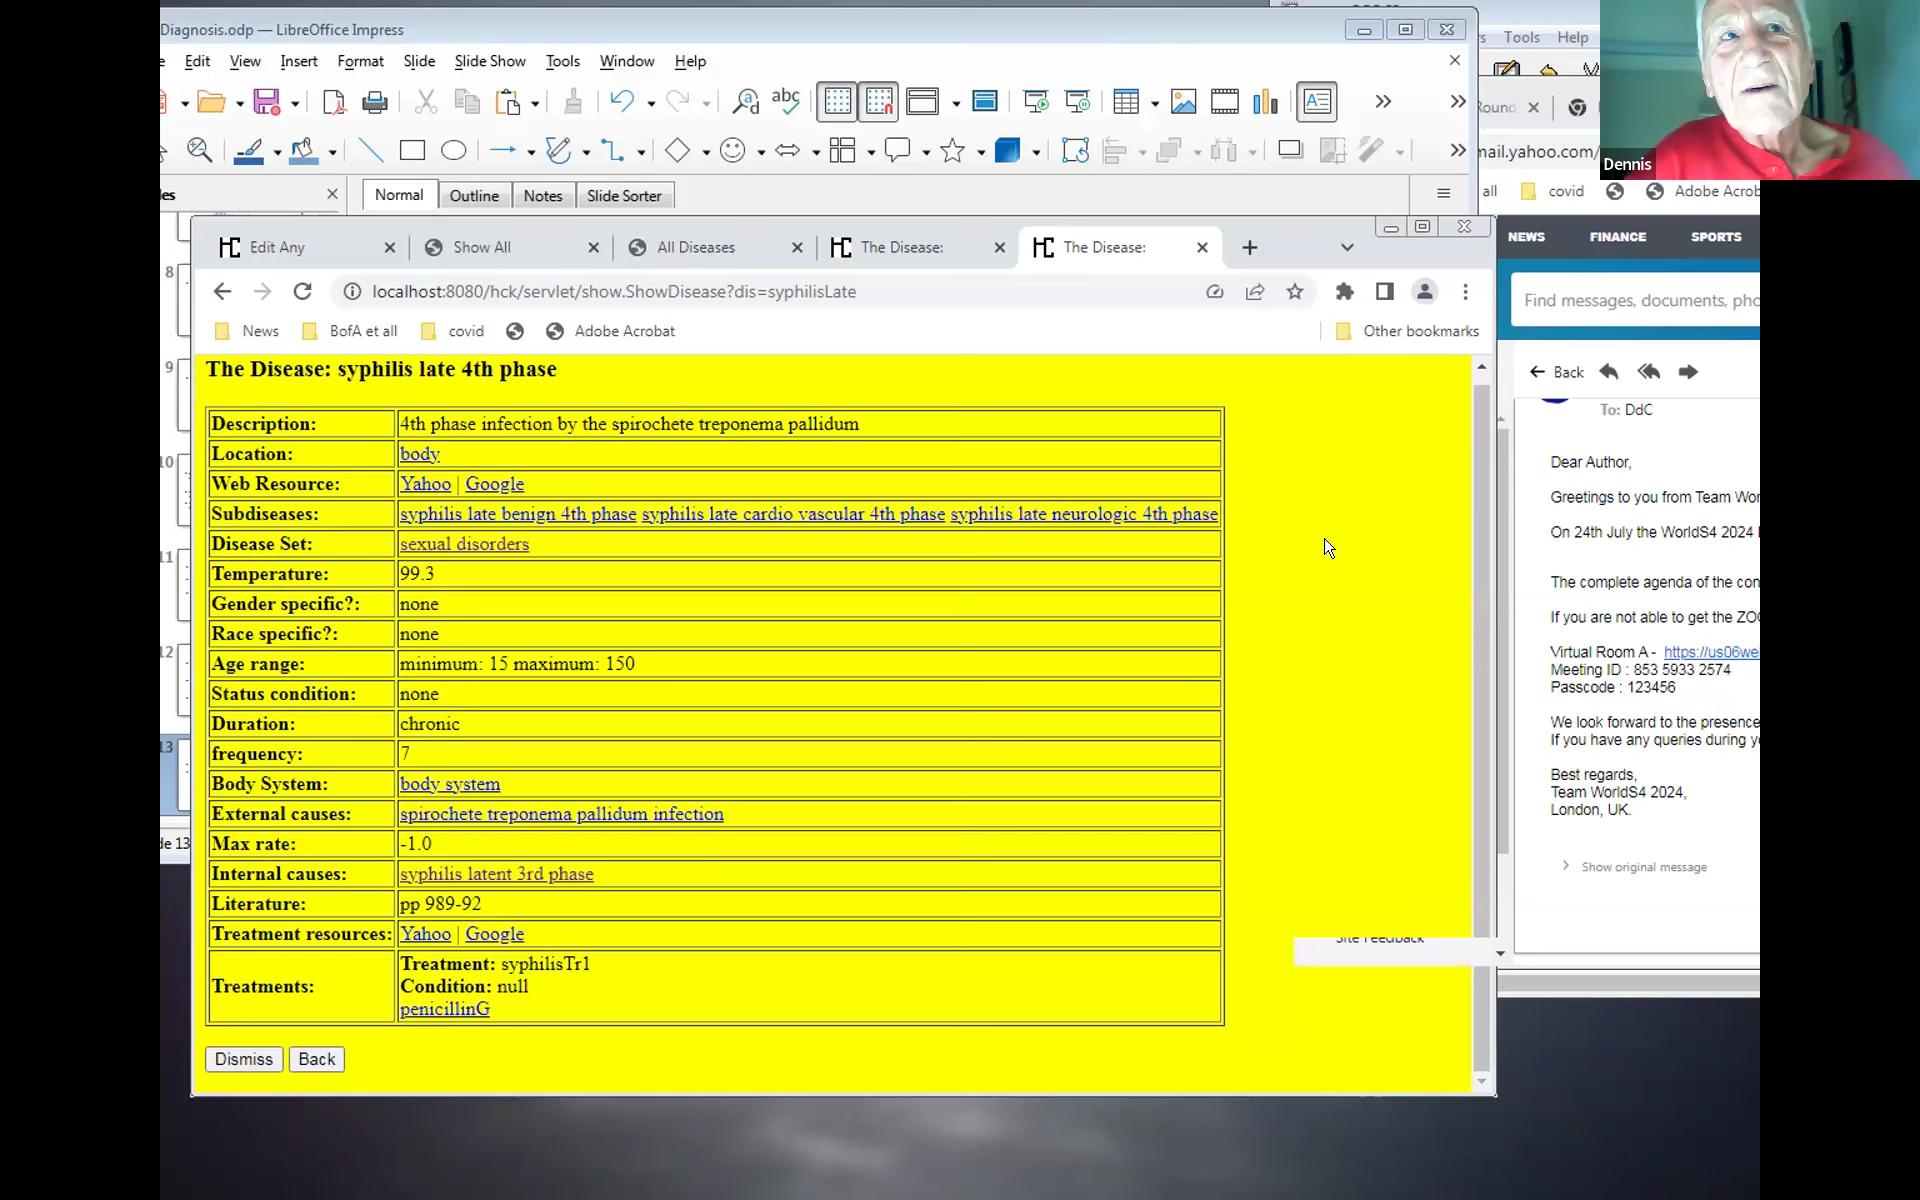 Diagnosis.odp — LibreOffice Impress
Edit View Insert Format Slide Slide Show Tools Window Help
Tools Help
abc
Normal Outline Notes Slide Sorter
8
9
10
11
12
13
Edit Any
Show All
All Diseases
The Disease:
The Disease:
localhost:8080/hck/servlet/show.ShowDisease?dis=syphilisLate
News BofA et all covid Adobe Acrobat Other bookmarks
The Disease: syphilis late 4th phase
Description: 4th phase infection by the spirochete treponema pallidum
Location: body
Web Resource: Yahoo | Google
Subdiseases: syphilis late benign 4th phase syphilis late cardio vascular 4th phase syphilis late neurologic 4th phase
Disease Set: sexual disorders
Temperature: 99.3
Gender specific?: none
Race specific?: none
Age range: minimum: 15 maximum: 150
Status condition: none
Duration: chronic
frequency: 7
Body System: body system
External causes: spirochete treponema pallidum infection
Max rate: -1.0
Internal causes: syphilis latent 3rd phase
Literature: pp 989-92
Treatment resources: Yahoo | Google
Treatments: Treatment: syphilisTr1
Condition: null
penicillinG
Dismiss Back
Dennis
mail.yahoo.com/
all covid Adobe Acrob
NEWS FINANCE SPORTS
Find messages, documents, pho
Back
To: DdC
Dear Author,
Greetings to you from Team Wor
On 24th July the WorldS4 2024
The complete agenda of the con
If you are not able to get the ZOO
Virtual Room A - https://us06we
Meeting ID : 853 5933 2574
Passcode : 123456
We look forward to the presence
If you have any queries during y
Best regards,
Team WorldS4 2024,
London, UK.
Show original message
Site Feedback